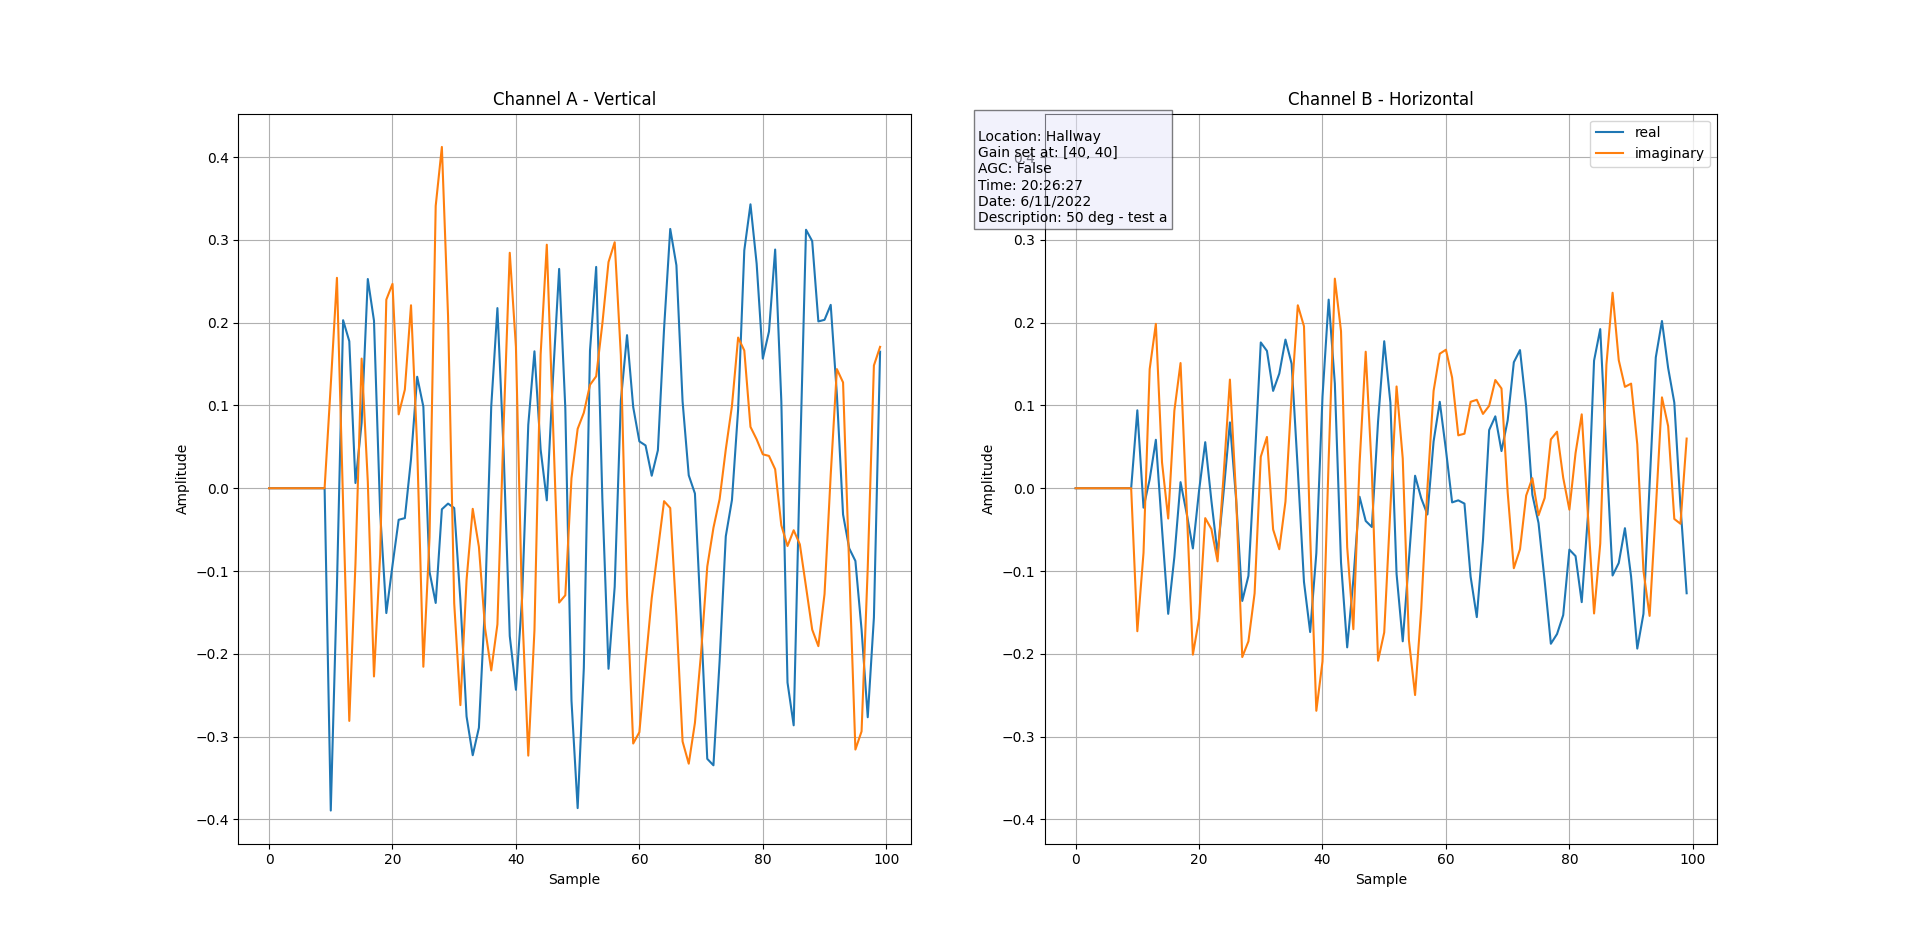 Channel A - Vertical
0.4
0.3
0.2
0.1
0.0
−0.1
−0.2
−0.3
−0.4
Amplitude
0
20
40
60
80
100
Sample
Channel B - Horizontal
real
imaginary
Location: Hallway
Gain set at: [40, 40]
AGC: False
Time: 20:26:27
Date: 6/11/2022
Description: 50 deg - test a
0.4
0.3
0.2
0.1
0.0
−0.1
−0.2
−0.3
−0.4
Amplitude
0
20
40
60
80
100
Sample